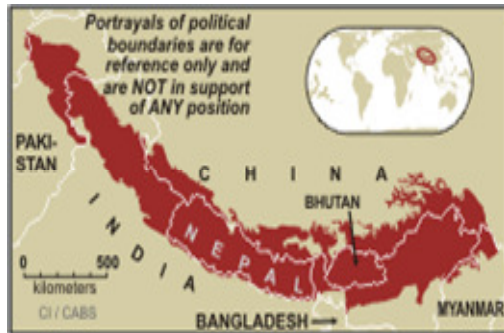 Portrayals of political
boundaries are for
reference only and
are NOT in support
of ANY position
PAKI-
STAN
C H I N A
BHUTAN
I N D I A
N E P A L
0 500
kilometers
CI / CABS
BANGLADESH
MYANMAR